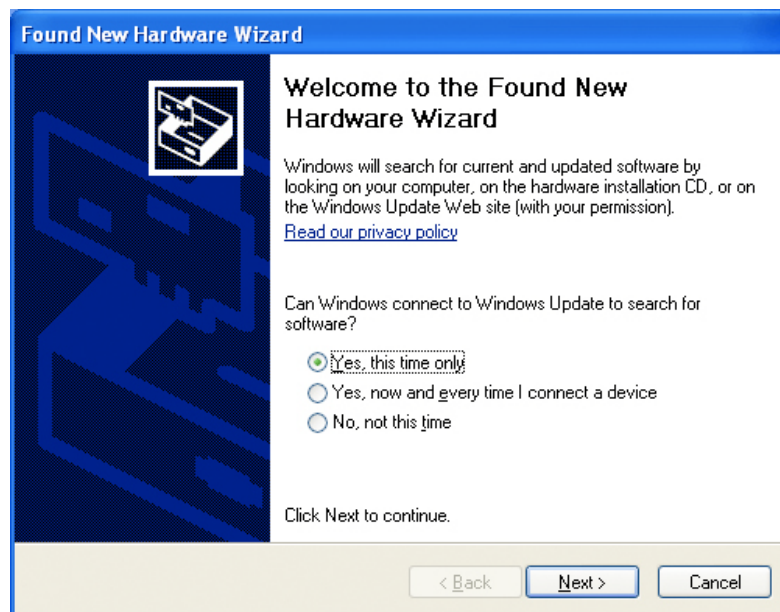 Found New Hardware Wizard
Welcome to the Found New
Hardware Wizard
Windows will search for current and updated software by
looking on your computer, on the hardware installation CD, or on
the Windows Update Web site (with your permission).
Read our privacy policy
Can Windows connect to Windows Update to search for
software?
Yes, this time only
Yes, now and every time I connect a device
No, not this time
Click Next to continue.
< Back
Next >
Cancel